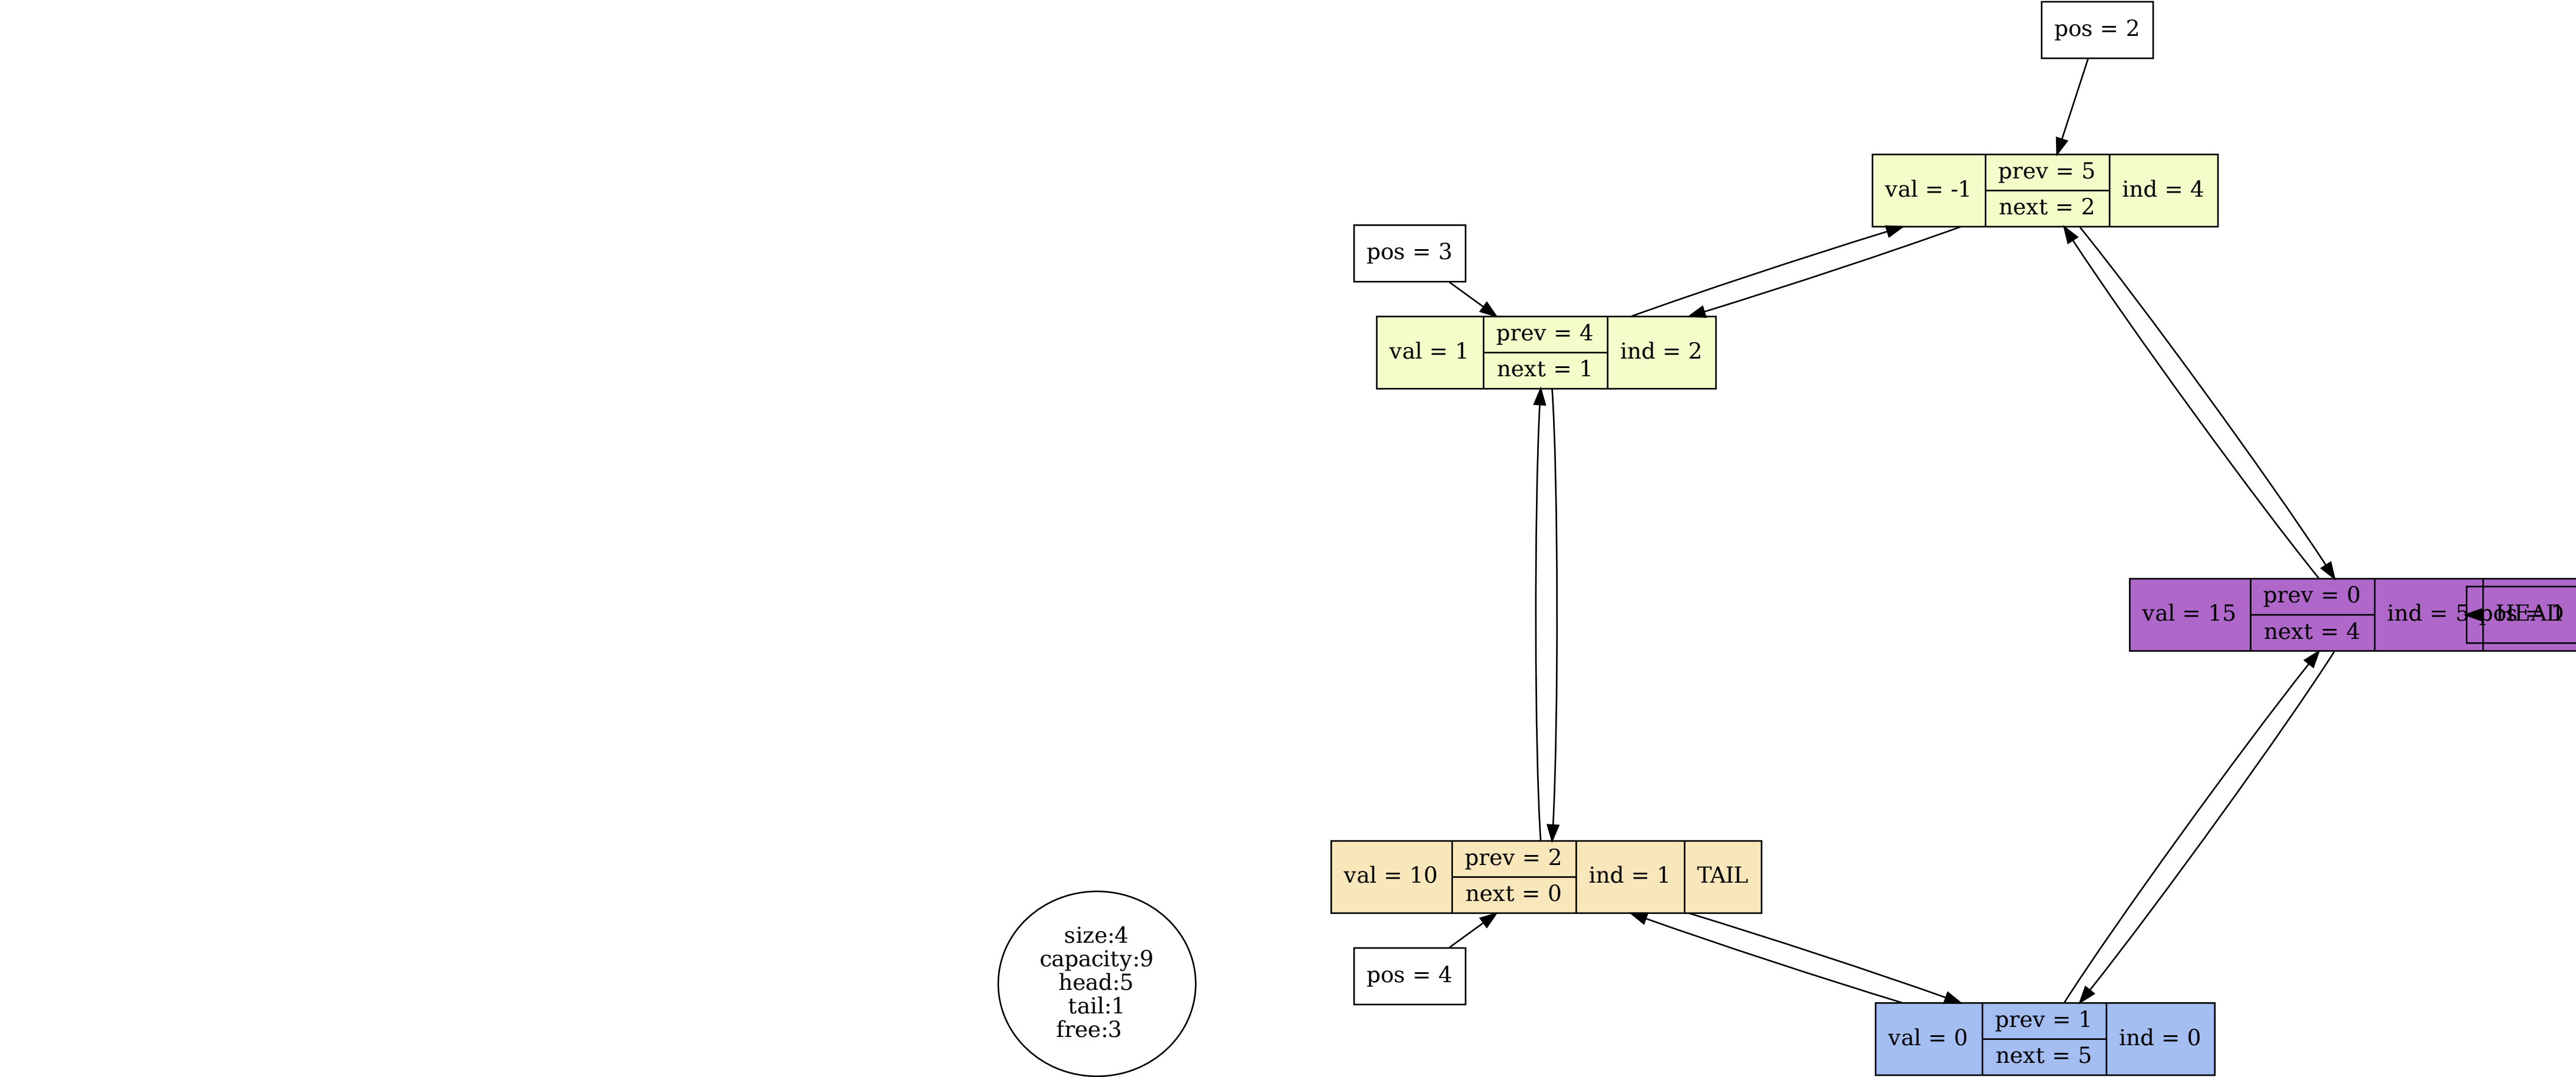 pos = 2
val = -1
prev = 5
next = 2
ind = 4
pos = 3
val = 1
prev = 4
next = 1
ind = 2
val = 15
prev = 0
next = 4
ind = 5
HEAD
pos = 1
val = 10
prev = 2
next = 0
ind = 1
TAIL
pos = 4
size:4
capacity:9
head:5
tail:1
free:3
val = 0
prev = 1
next = 5
ind = 0